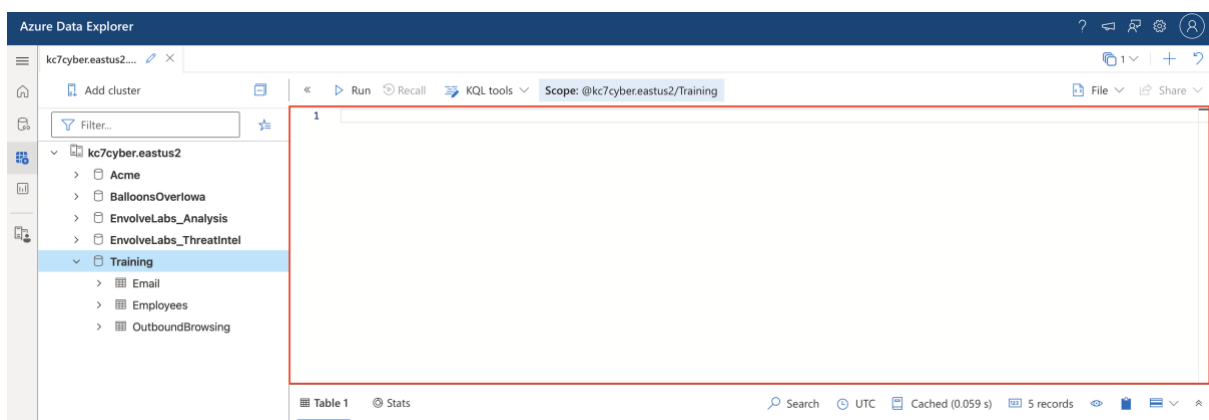 Azure Data Explorer
?
kc7cyber.eastus2....
1
Add cluster
Run Recall KQL tools Scope: @kc7cyber.eastus2/Training File Share
Filter...
1
kc7cyber.eastus2
Acme
BalloonsOverIowa
EnvolveLabs_Analysis
EnvolveLabs_ThreatIntel
Training
Email
Employees
OutboundBrowsing
Table 1 Stats Search UTC Cached (0.059 s) 5 records